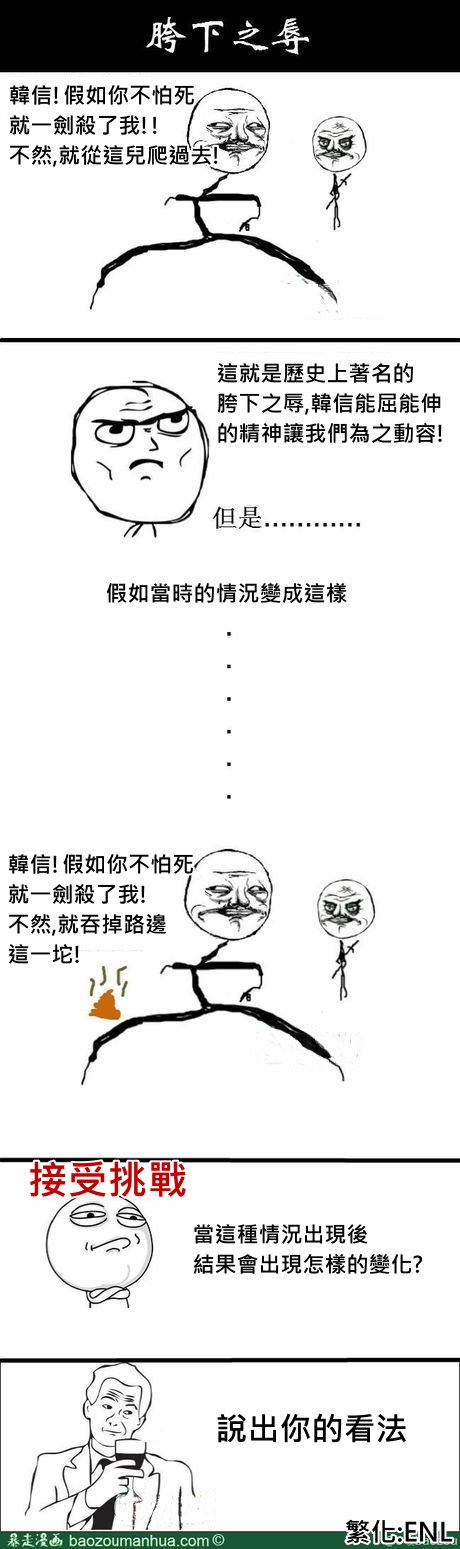 胯下之辱
韓信! 假如你不怕死
就一劍殺了我! !
不然,就從這兒爬過去!
這就是歷史上著名的
胯下之辱,韓信能屈能伸
的精神讓我們為之動容!
但是............
假如當時的情況變成這樣
.
.
.
.
.
.
韓信! 假如你不怕死
就一劍殺了我!
不然,就吞掉路邊
這一坨!
接受挑戰
當這種情況出現後
結果會出現怎樣的變化?
說出你的看法
暴走漫画 baozoumanhua.com ©
繁化:ENL